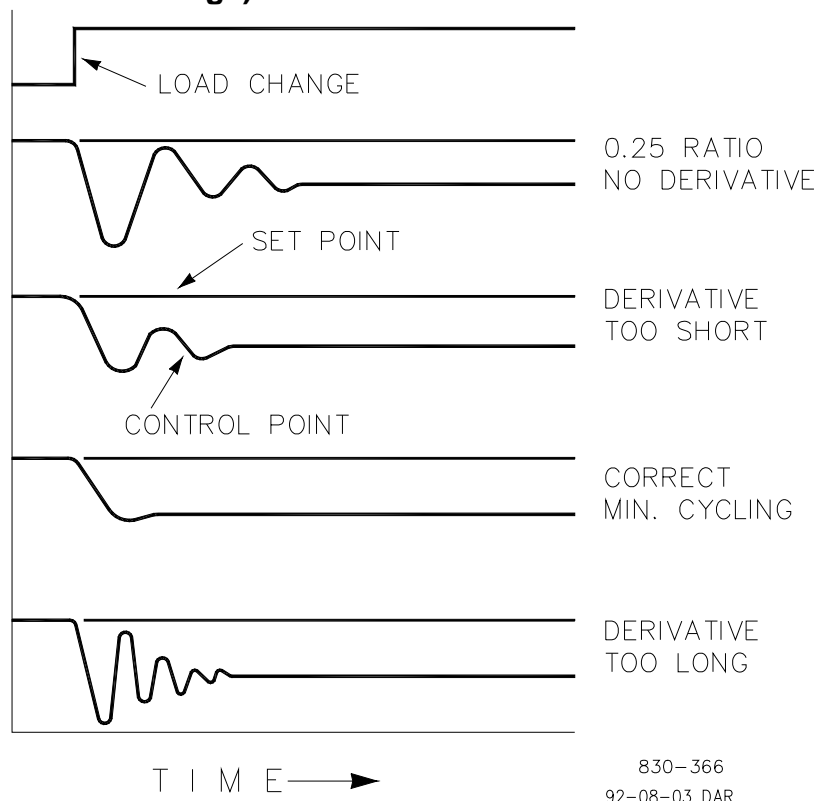 LOAD CHANGE
0.25 RATIO
NO DERIVATIVE
SET POINT
DERIVATIVE
TOO SHORT
CONTROL POINT
CORRECT
MIN. CYCLING
DERIVATIVE
TOO LONG
TIME
830-366
92-08-03 DAR